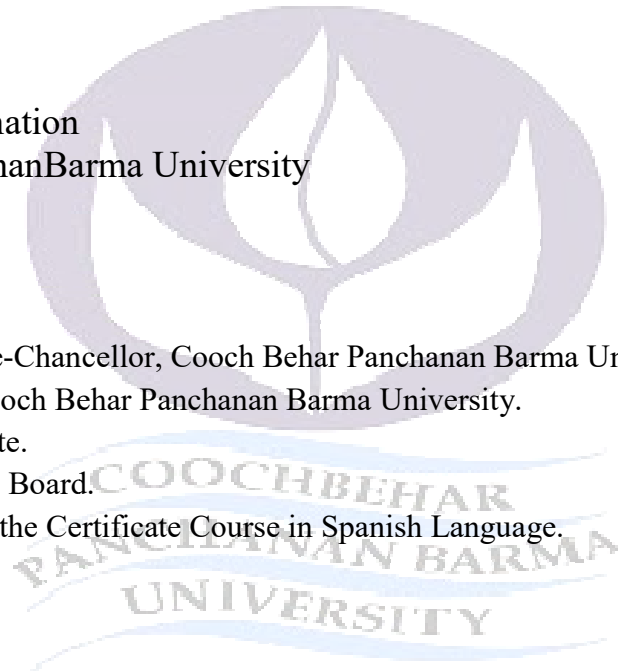 nation
nanBarma University
e-Chancellor, Cooch Behar Panchanan Barma Un
och Behar Panchanan Barma University.
te.
Board.
the Certificate Course in Spanish Language.
COOCHBEHAR
PANCHANAN BARMA
UNIVERSITY